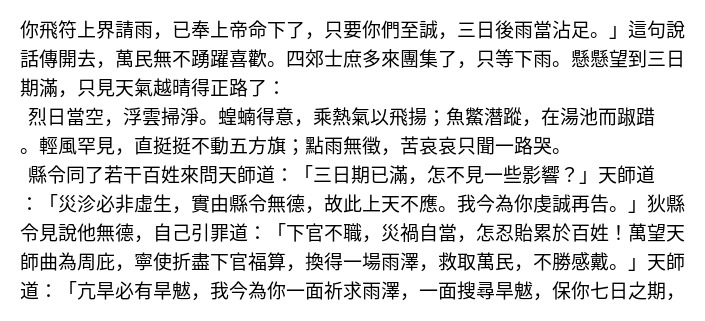 你飛符上界請雨，已奉上帝命下了，只要你們至誠，三日後雨當沾足。」這句說
話傳開去，萬民無不踴躍喜歡。四郊士庶多來團集了，只等下雨。懸懸望到三日
期滿，只見天氣越晴得正路了：
烈日當空，浮雲掃淨。蝗蝻得意，乘熱氣以飛揚；魚鱉潛蹤，在湯池而踧踖
。輕風罕見，直挺挺不動五方旗；點雨無徵，苦哀哀只聞一路哭。
縣令同了若干百姓來問天師道：「三日期已滿，怎不見一些影響？」天師道
：「災沴必非虛生，實由縣令無德，故此上天不應。我今為你虔誠再告。」狄縣
令見說他無德，自己引罪道：「下官不職，災禍自當，怎忍貽累於百姓！萬望天
師曲為周庇，寧使折盡下官福算，換得一場雨澤，救取萬民，不勝感戴。」天師
道：「亢旱必有旱魃，我今為你一面祈求雨澤，一面搜尋旱魃，保你七日之期，